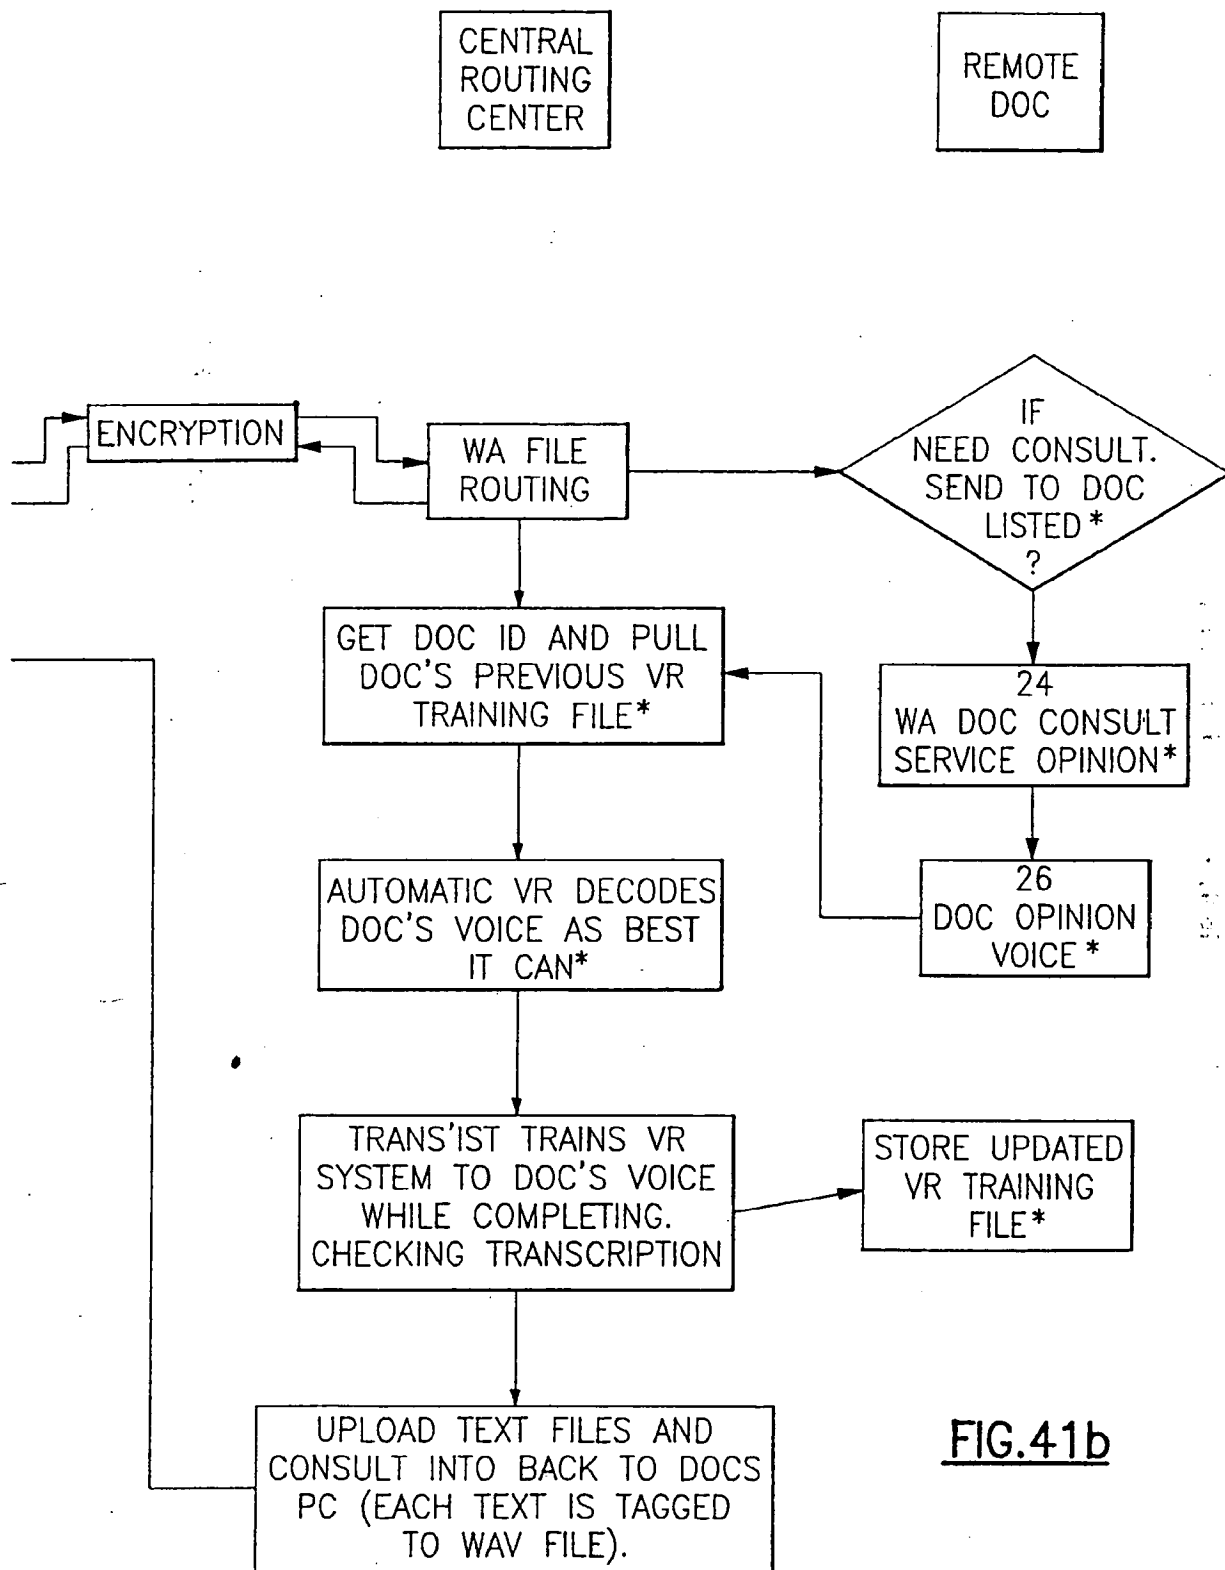 CENTRAL
ROUTING
CENTER
REMOTE
DOC
ENCRYPTION
WA FILE
ROUTING
IF
NEED CONSULT.
SEND TO DOC
LISTED*
?
GET DOC ID AND PULL
DOC'S PREVIOUS VR
TRAINING FILE*
24
WA DOC CONSULT
SERVICE OPINION*
AUTOMATIC VR DECODES
DOC'S VOICE AS BEST
IT CAN*
26
DOC OPINION
VOICE*
TRANS'IST TRAINS VR
SYSTEM TO DOC'S VOICE
WHILE COMPLETING.
CHECKING TRANSCRIPTION
STORE UPDATED
VR TRAINING
FILE*
UPLOAD TEXT FILES AND
CONSULT INTO BACK TO DOCS
PC (EACH TEXT IS TAGGED
TO WAV FILE).
FIG.41b